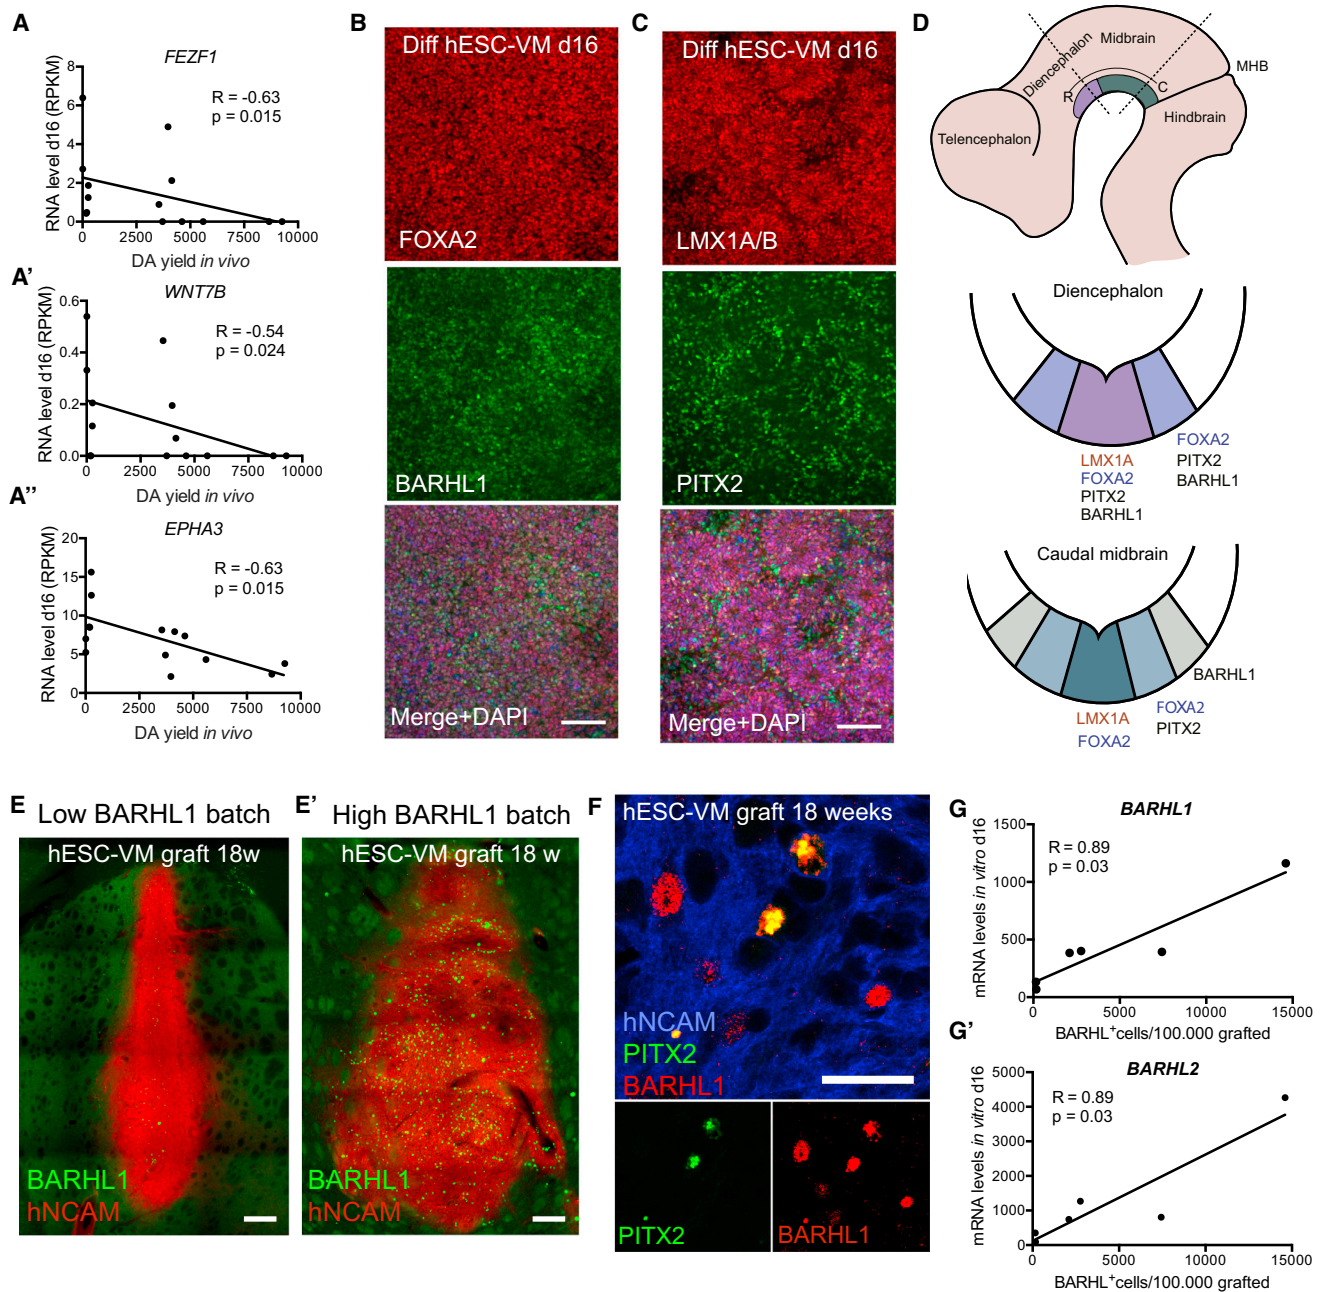 A
FEZF1
RNA level d16 (RPKM)
8
6
4
2
0
R = -0.63
p = 0.015
0 2500 5000 7500 10000
DA yield in vivo
A'
WNT7B
RNA level d16 (RPKM)
0.6
0.4
0.2
0.0
R = -0.54
p = 0.024
0 2500 5000 7500 10000
DA yield in vivo
A''
EPHA3
RNA level d16 (RPKM)
20
15
10
5
0
R = -0.63
p = 0.015
0 2500 5000 7500 10000
DA yield in vivo
B
Diff hESC-VM d16
FOXA2
BARHL1
Merge+DAPI
C
Diff hESC-VM d16
LMX1A/B
PITX2
Merge+DAPI
D
Midbrain
Diencephalon
MHB
R
C
Hindbrain
Telencephalon
Diencephalon
FOXA2
PITX2
BARHL1
LMX1A
FOXA2
PITX2
BARHL1
Caudal midbrain
BARHL1
FOXA2
PITX2
LMX1A
FOXA2
E
Low BARHL1 batch
hESC-VM graft 18w
BARHL1
hNCAM
E'
High BARHL1 batch
hESC-VM graft 18 w
BARHL1
hNCAM
F
hESC-VM graft 18 weeks
hNCAM
PITX2
BARHL1
PITX2
BARHL1
G
BARHL1
mRNA levels in vitro d16
1500
1000
500
0
R = 0.89
p = 0.03
0 5000 10000 15000
BARHL⁺cells/100.000 grafted
G'
BARHL2
mRNA levels in vitro d16
5000
4000
3000
2000
1000
0
R = 0.89
p = 0.03
0 5000 10000 15000
BARHL⁺cells/100.000 grafted